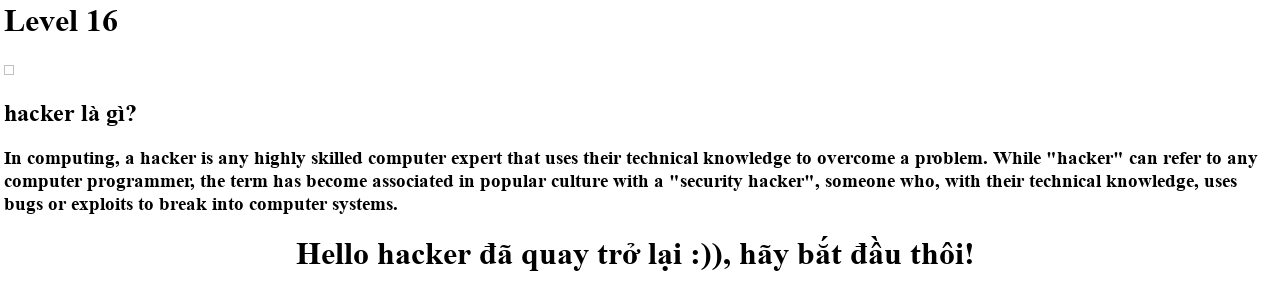 Level 16
hacker là gì?
In computing, a hacker is any highly skilled computer expert that uses their technical knowledge to overcome a problem. While "hacker" can refer to any
computer programmer, the term has become associated in popular culture with a "security hacker", someone who, with their technical knowledge, uses
bugs or exploits to break into computer systems.
Hello hacker đã quay trở lại :)), hãy bắt đầu thôi!